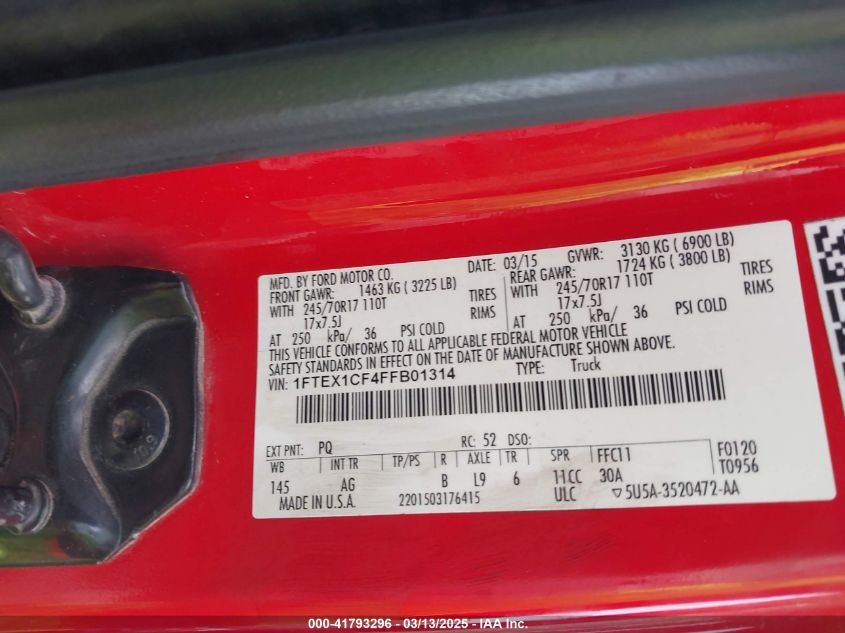 MFD. BY FORD MOTOR CO.
DATE: 03/15 GVWR: 3130 KG ( 6900 LB)
FRONT GAWR: 1463 KG ( 3225 LB) REAR GAWR: 1724 KG ( 3800 LB)
WITH 245/70R17 110T TIRES WITH 245/70R17 110T TIRES
17x7.5J RIMS 17x7.5J RIMS
AT 250 kPa/ 36 PSI COLD AT 250 kPa/ 36 PSI COLD
THIS VEHICLE CONFORMS TO ALL APPLICABLE FEDERAL MOTOR VEHICLE
SAFETY STANDARDS IN EFFECT ON THE DATE OF MANUFACTURE SHOWN ABOVE.
VIN: 1FTEX1CF4FFB01314 TYPE: Truck
EXT PNT: PQ RC: 52 DSO:
WB INT TR TP/PS R AXLE TR SPR FFC11 F0120
145 AG B L9 6 11CC 30A T0956
MADE IN U.S.A. 2201503176415 ULC ▽5U5A-3520472-AA
10.9
000-41793296 - 03/13/2025 - IAA Inc.